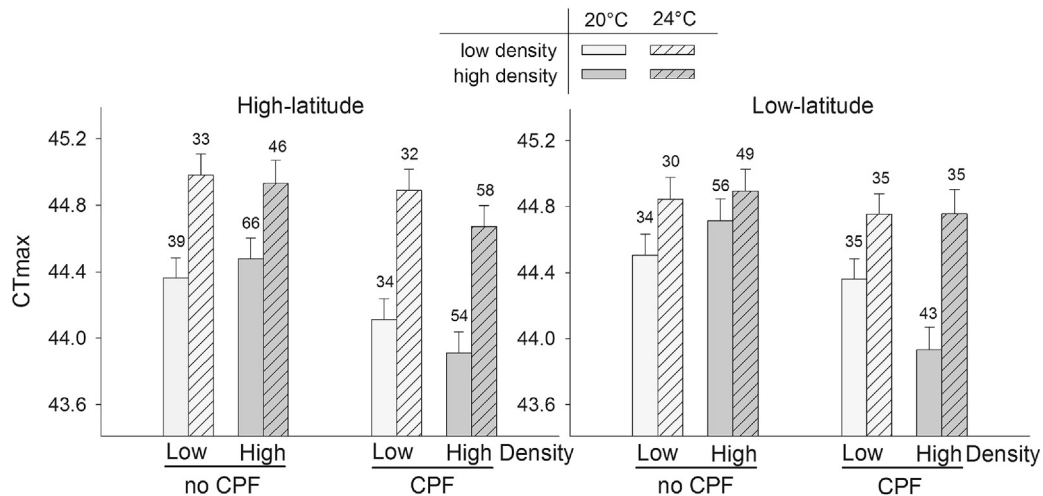 20°C 24°C
low density
high density
High-latitude
Low-latitude
CTmax
45.2
44.8
44.4
44.0
43.6
39
33
66
46
34
32
54
58
Low High Low High Density
no CPF CPF
45.2
44.8
44.4
44.0
43.6
34
30
56
49
35
35
43
35
Low High Low High Density
no CPF CPF